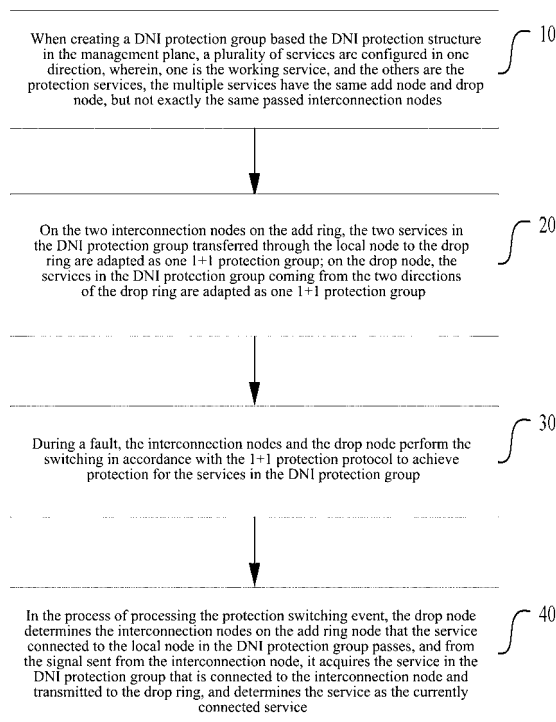 When creating a DNI protection group based the DNI protection structure
in the management plane, a plurality of services are configured in one
direction, wherein, one is the working service, and the others are the
protection services, the multiple services have the same add node and drop
node, but not exactly the same passed interconnection nodes
10
On the two interconnection nodes on the add ring, the two services in
the DNI protection group transferred through the local node to the drop
ring are adapted as one 1+1 protection group; on the drop node, the
services in the DNI protection group coming from the two directions
of the drop ring are adapted as one 1+1 protection group
20
During a fault, the interconnection nodes and the drop node perform the
switching in accordance with the 1+1 protection protocol to achieve
protection for the services in the DNI protection group
30
In the process of processing the protection switching event, the drop node
determines the interconnection nodes on the add ring node that the service
connected to the local node in the DNI protection group passes, and from
the signal sent from the interconnection node, it acquires the service in the
DNI protection group that is connected to the interconnection node and
transmitted to the drop ring, and determines the service as the currently
connected service
40